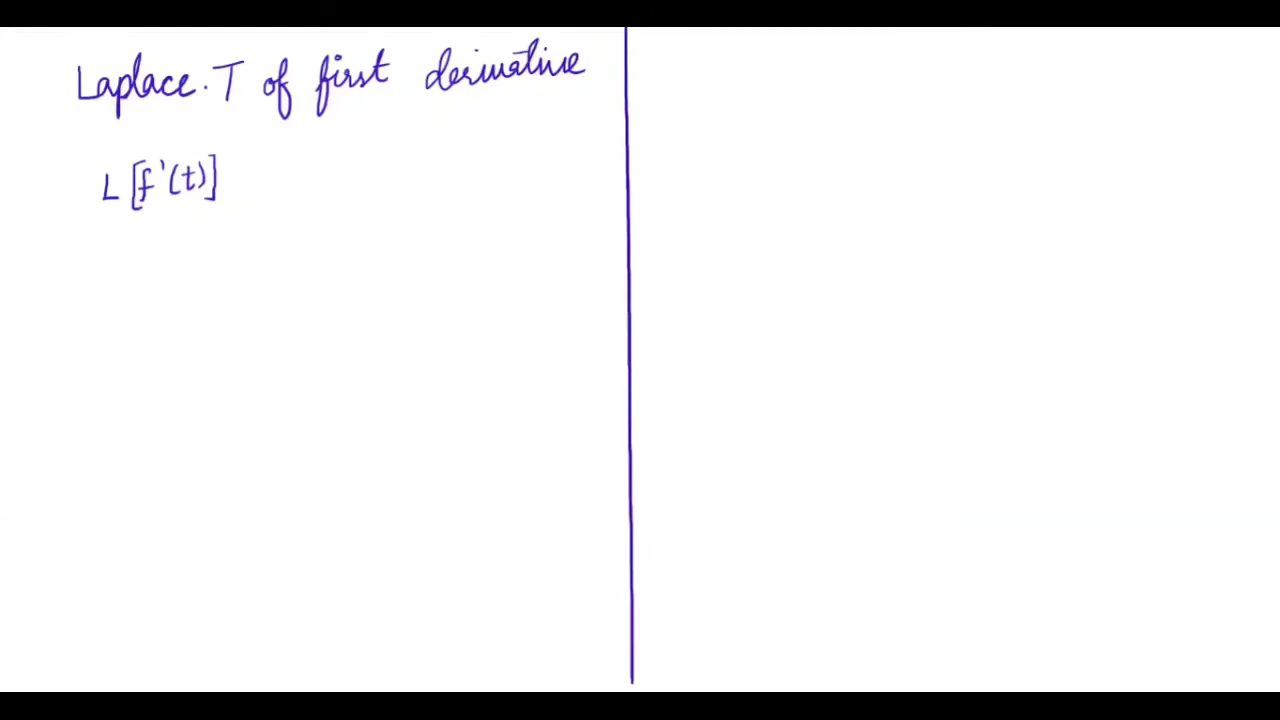 Laplace. T of first derivative
L [f'(t)]